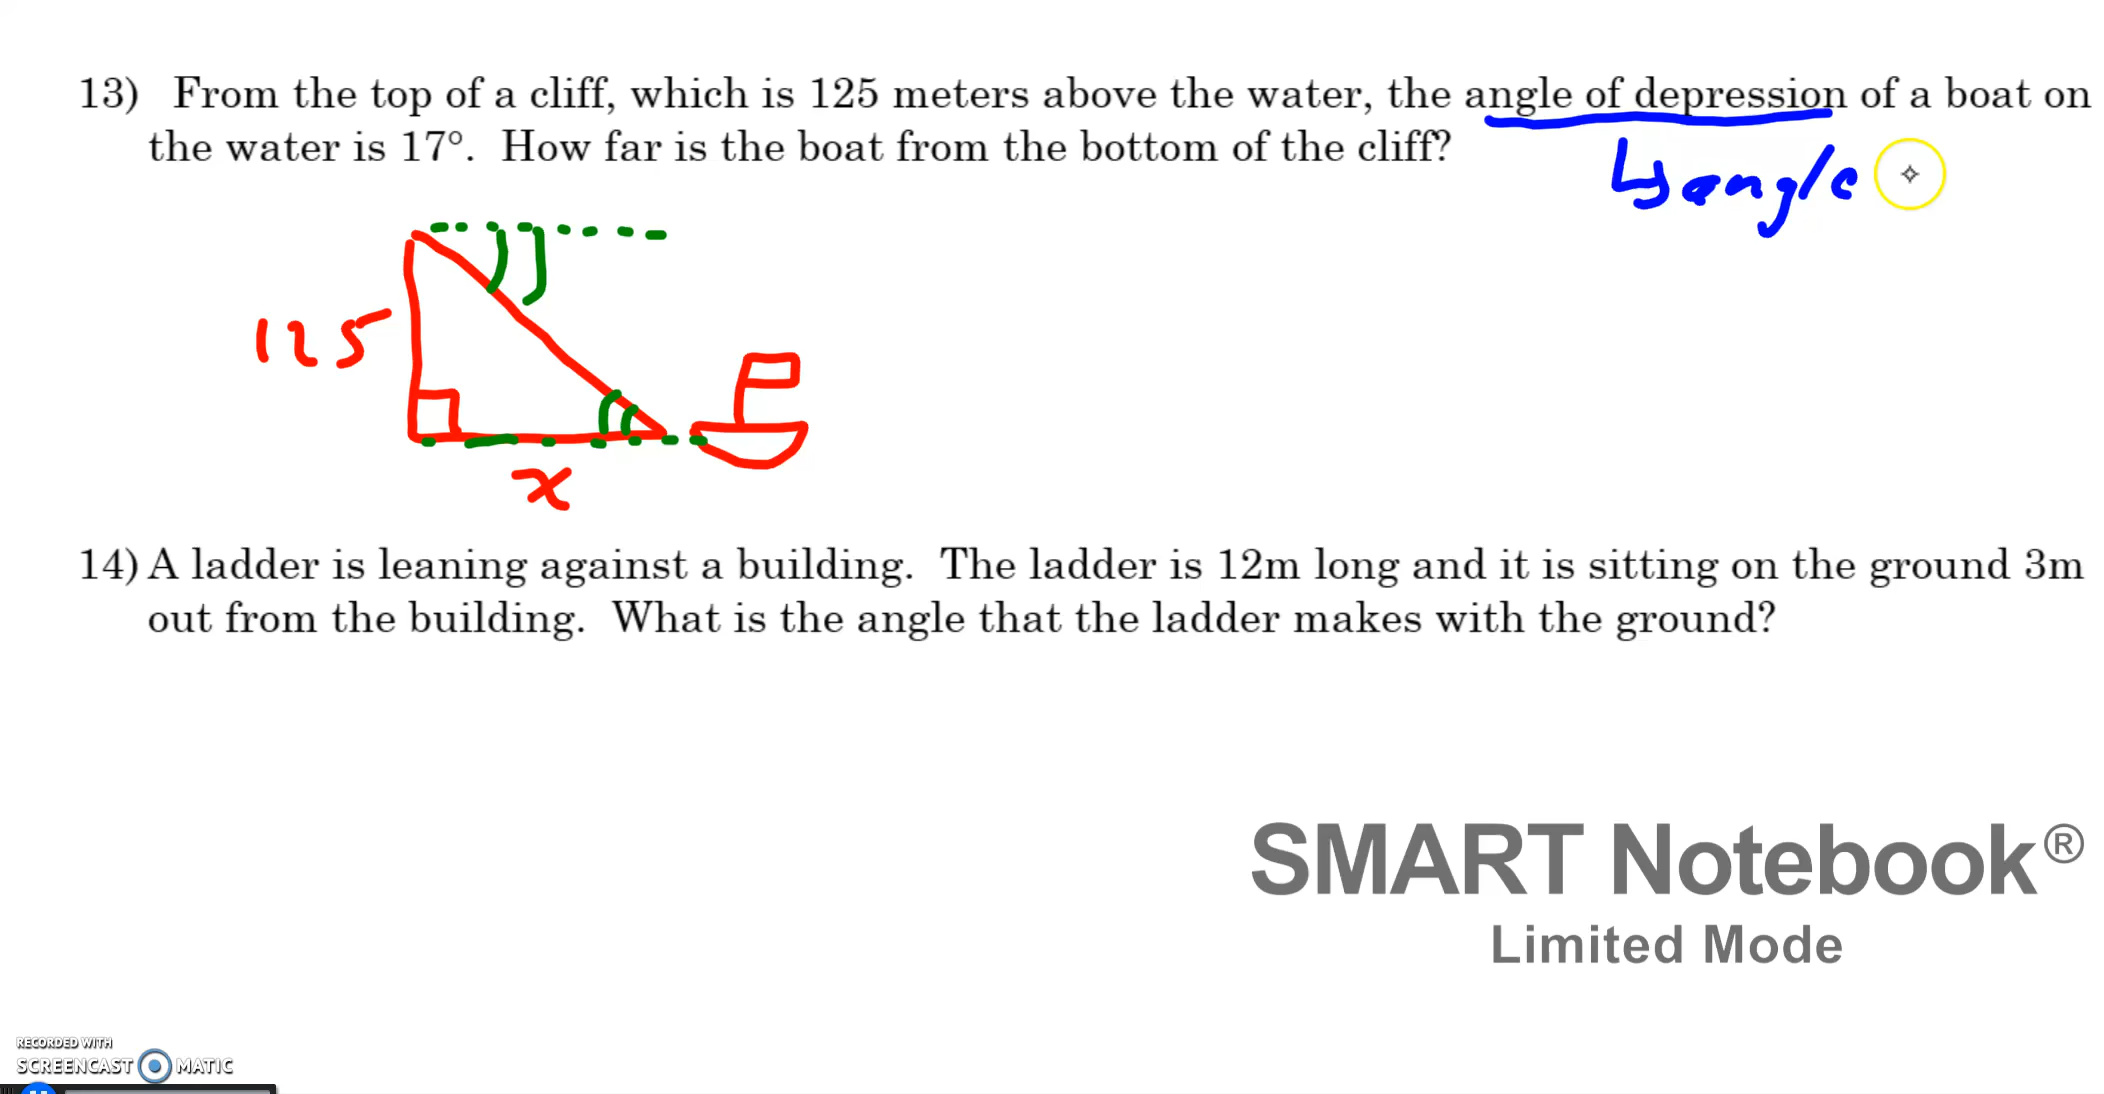 13) From the top of a cliff, which is 125 meters above the water, the angle of depression of a boat on
the water is 17°. How far is the boat from the bottom of the cliff?
↳ angle
125
x
14) A ladder is leaning against a building. The ladder is 12m long and it is sitting on the ground 3m
out from the building. What is the angle that the ladder makes with the ground?
SMART Notebook®
Limited Mode
RECORDED WITH
SCREENCAST MATIC